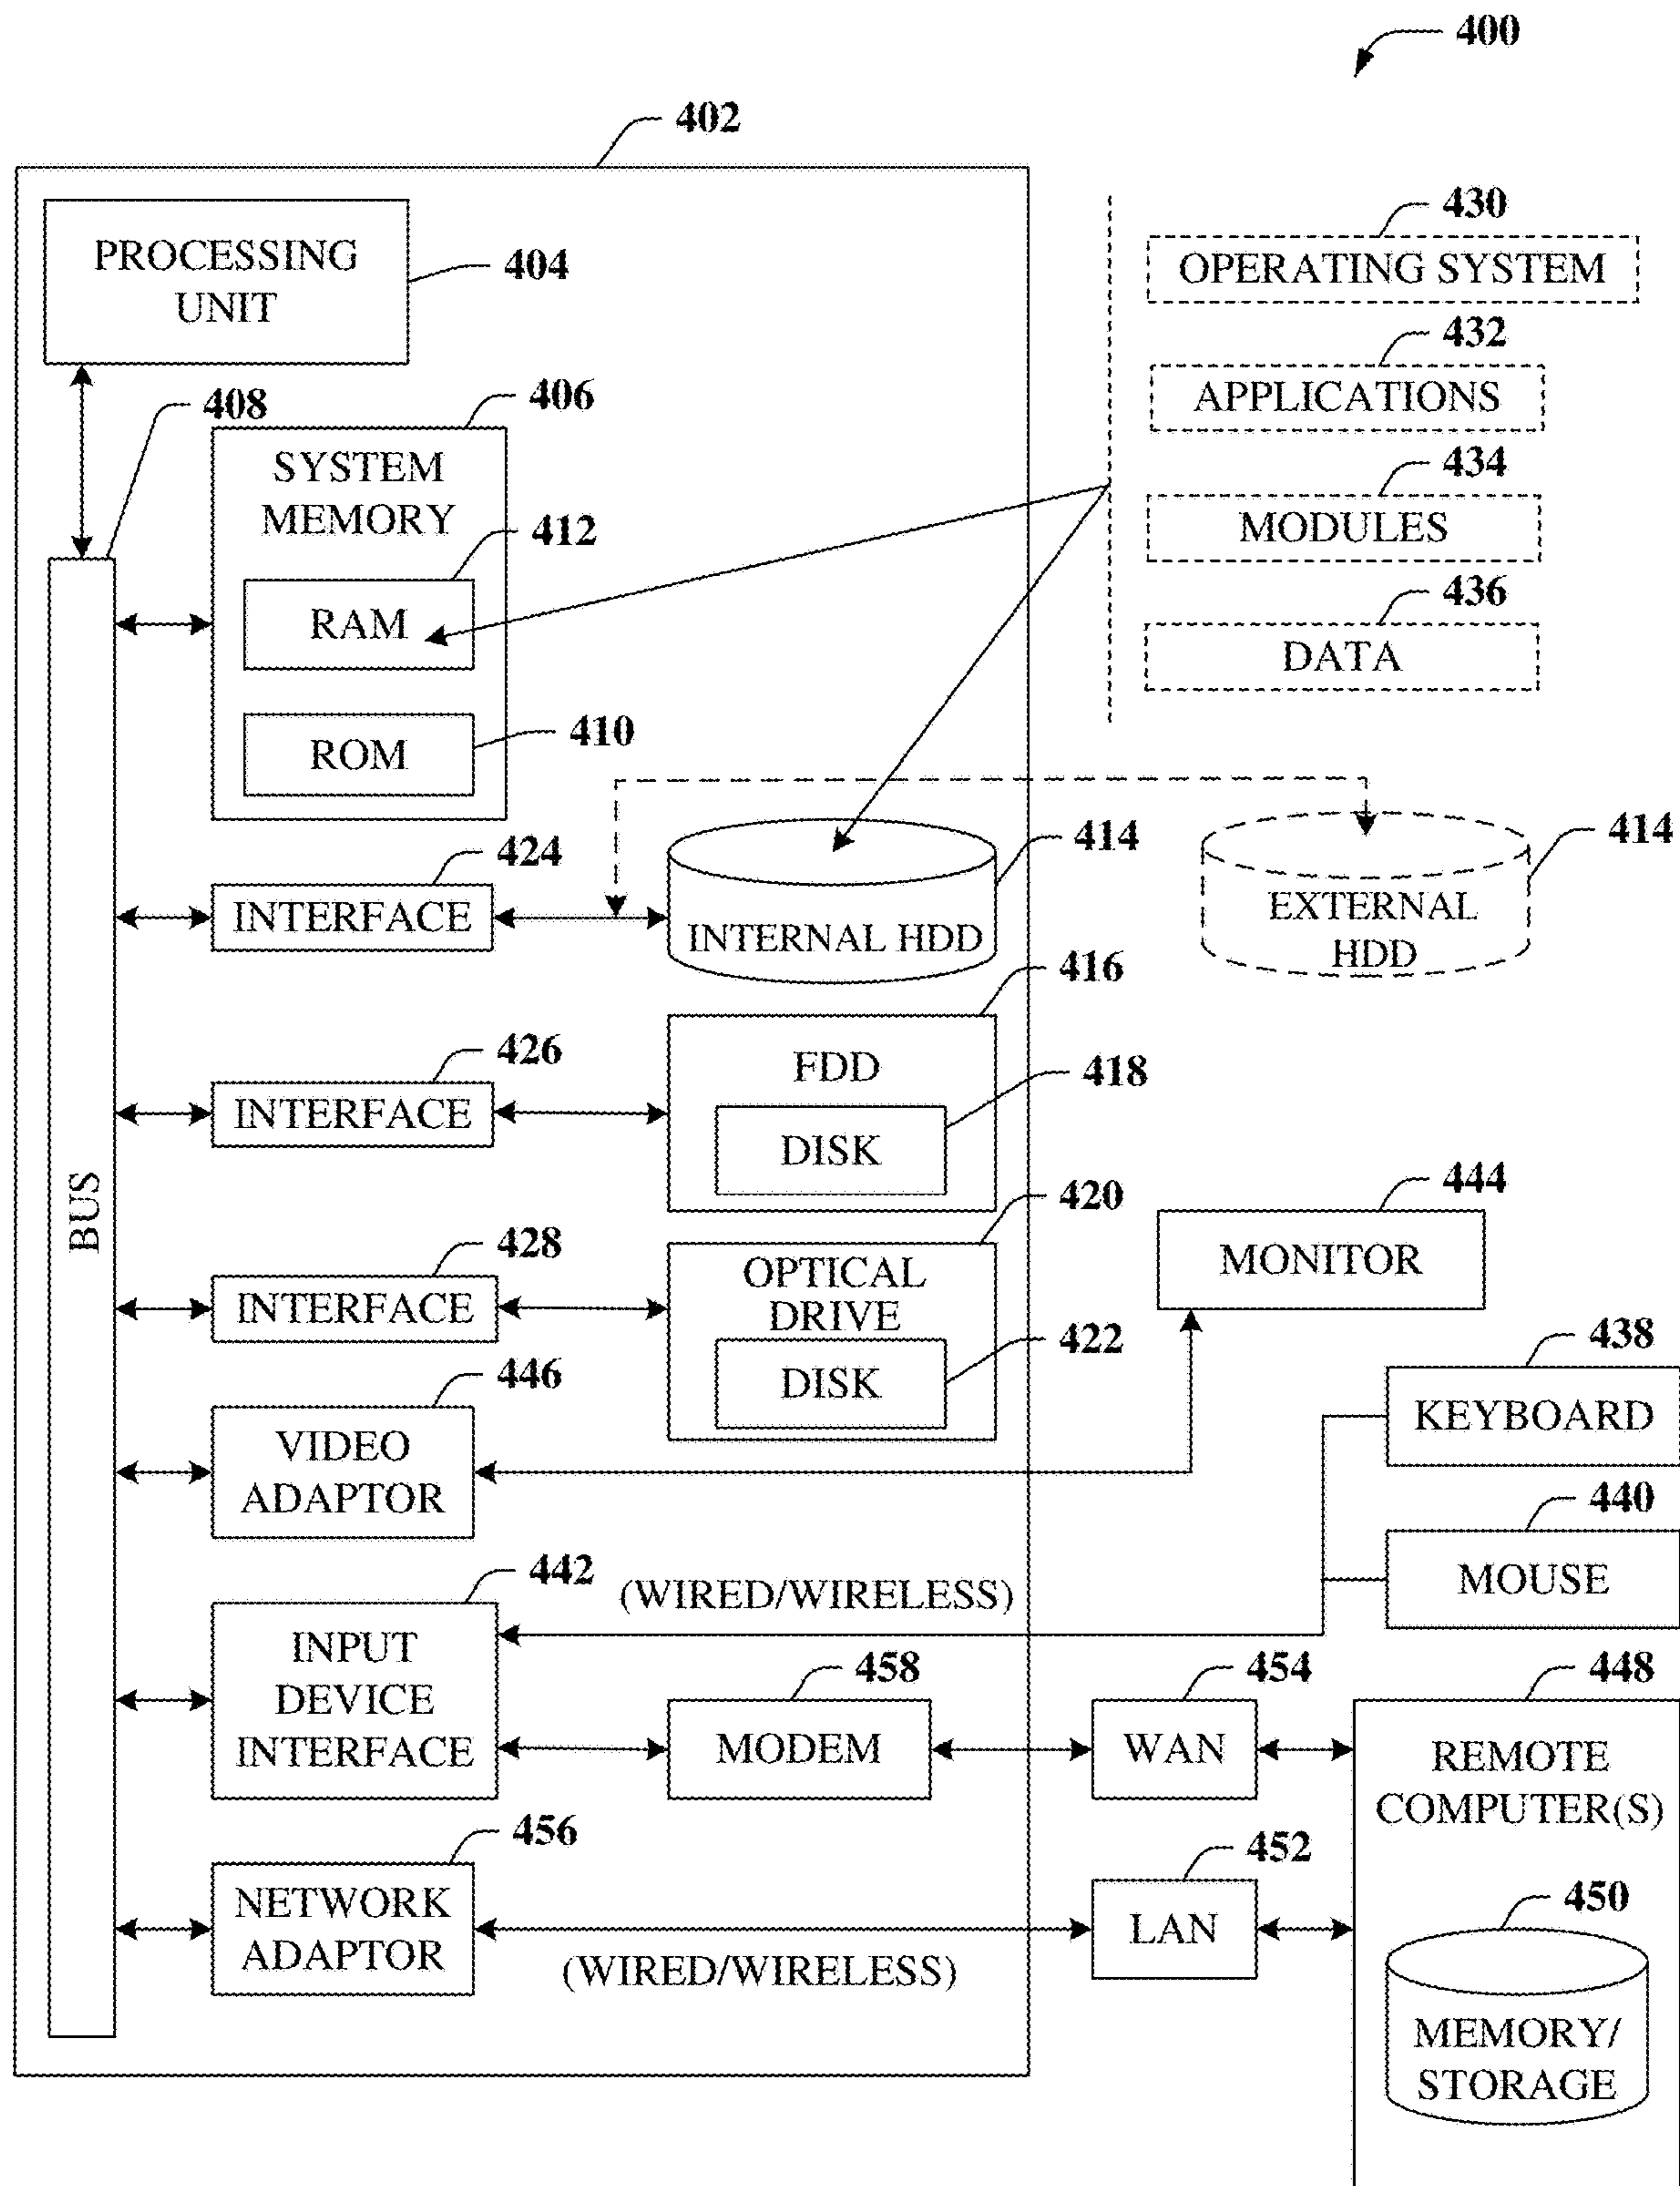 400
402
PROCESSING
UNIT
404
430
OPERATING SYSTEM
432
APPLICATIONS
434
MODULES
436
DATA
408
406
SYSTEM
MEMORY
412
RAM
410
ROM
424
INTERFACE
414
INTERNAL HDD
414
EXTERNAL
HDD
416
FDD
418
DISK
426
INTERFACE
BUS
420
OPTICAL
DRIVE
422
DISK
428
INTERFACE
444
MONITOR
438
KEYBOARD
446
VIDEO
ADAPTOR
440
MOUSE
442
(WIRED/WIRELESS)
INPUT
DEVICE
INTERFACE
458
MODEM
454
WAN
448
REMOTE
COMPUTER(S)
456
NETWORK
ADAPTOR
(WIRED/WIRELESS)
452
LAN
450
MEMORY/
STORAGE